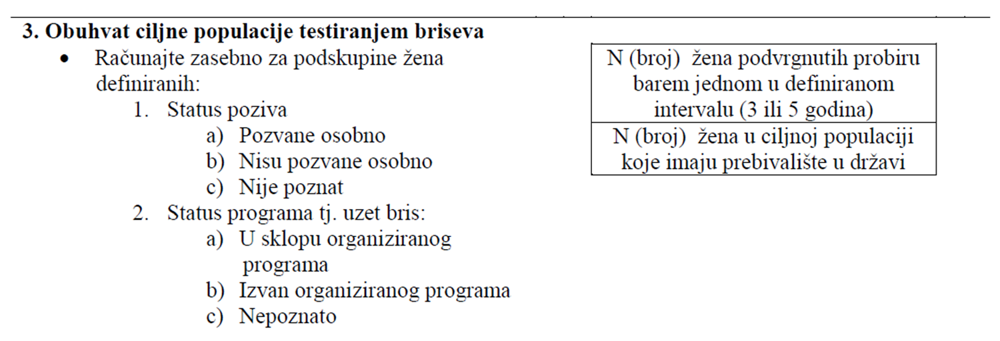 3. Obuhvat ciljne populacije testiranjem briseva
• Računajte zasebno za podskupine žena
definiranih:
1. Status poziva
a) Pozvane osobno
b) Nisu pozvane osobno
c) Nije poznat
2. Status programa tj. uzet bris:
a) U sklopu organiziranog
programa
b) Izvan organiziranog programa
c) Nepoznato
N (broj) žena podvrgnutih probiru
barem jednom u definiranom
intervalu (3 ili 5 godina)
N (broj) žena u ciljnoj populaciji
koje imaju prebivalište u državi